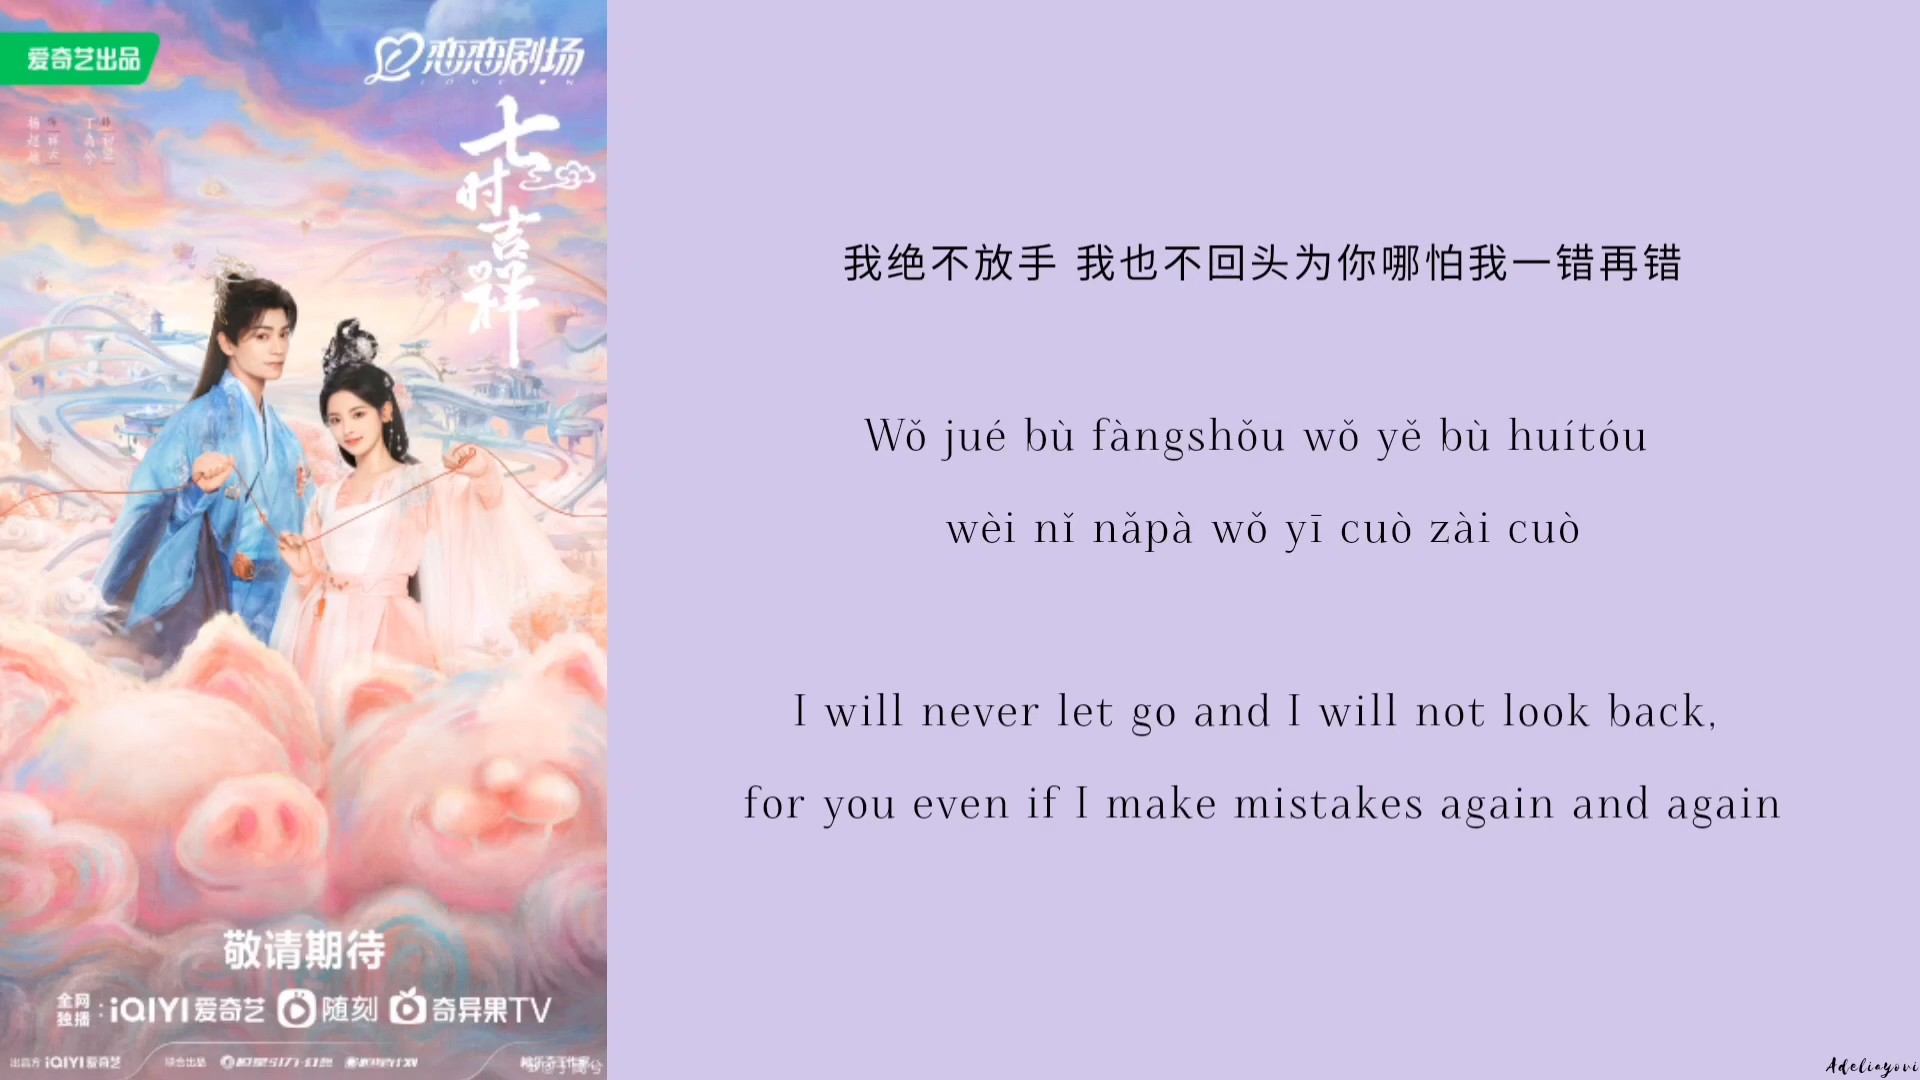 爱奇艺出品
恋恋剧场
七时吉祥
我绝不放手 我也不回头为你哪怕我一错再错
Wǒ jué bù fàngshǒu wǒ yě bù huítóu
wèi nǐ nǎpà wǒ yī cuò zài cuò
I will never let go and I will not look back,
for you even if I make mistakes again and again
敬请期待
全网独播：iQIYI爱奇艺 随刻 奇异果TV
出品方 iQIYI爱奇艺
Adeliayovi